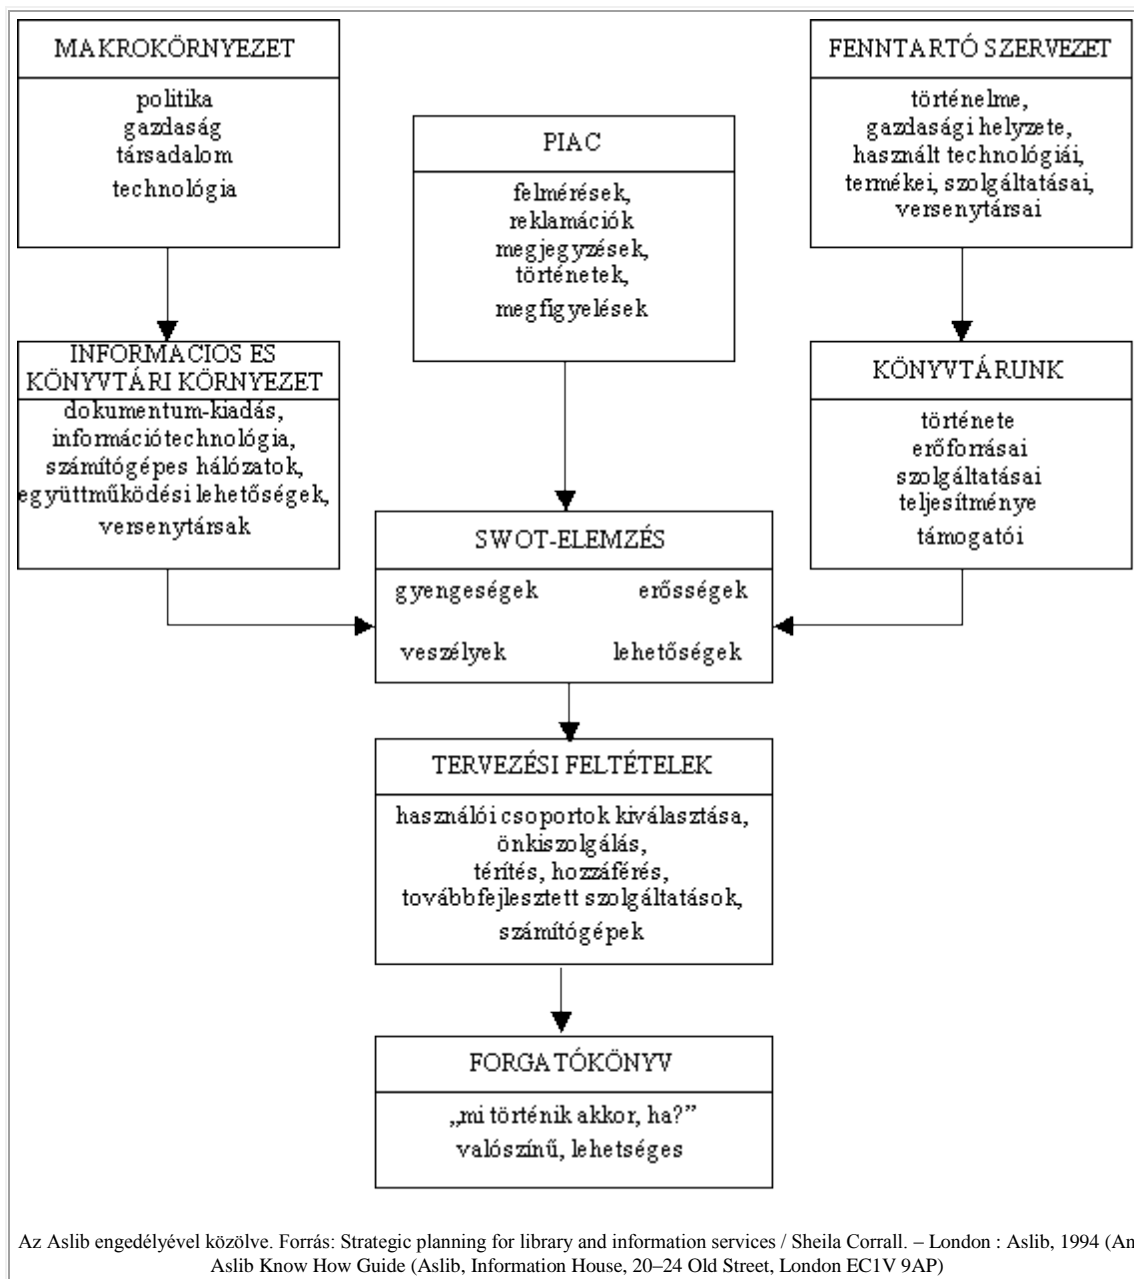 MAKROKÖRNYEZET
politika
gazdaság
társadalom
technológia
PIAC
felmérések,
reklamációk
megjegyzések,
történetek,
megfigyelések
FENNTARTÓ SZERVEZET
történelme,
gazdasági helyzete,
használt technológiái,
termékei, szolgáltatásai,
versenytársai
INFORMACIOS ES
KÖNYVTÁRI KÖRNYEZET
dokumentum-kiadás,
információtechnológia,
számítógépes hálózatok,
együttműködési lehetőségek,
versenytársak
KÖNYVTÁRUNK
története
erőforrásai
szolgáltatásai
teljesítménye
támogatói
SWOT-ELEMZÉS
gyengeségek erősségek
veszélyek lehetőségek
TERVEZÉSI FELTÉTELEK
használói csoportok kiválasztása,
önkiszolgálás,
térítés, hozzáférés,
továbbfejlesztett szolgáltatások,
számítógépek
FORGATÓKÖNYV
„mi történik akkor, ha?”
valószínű, lehetséges
Az Aslib engedélyével közölve. Forrás: Strategic planning for library and information services / Sheila Corrall. – London : Aslib, 1994 (An
Aslib Know How Guide (Aslib, Information House, 20–24 Old Street, London EC1V 9AP)